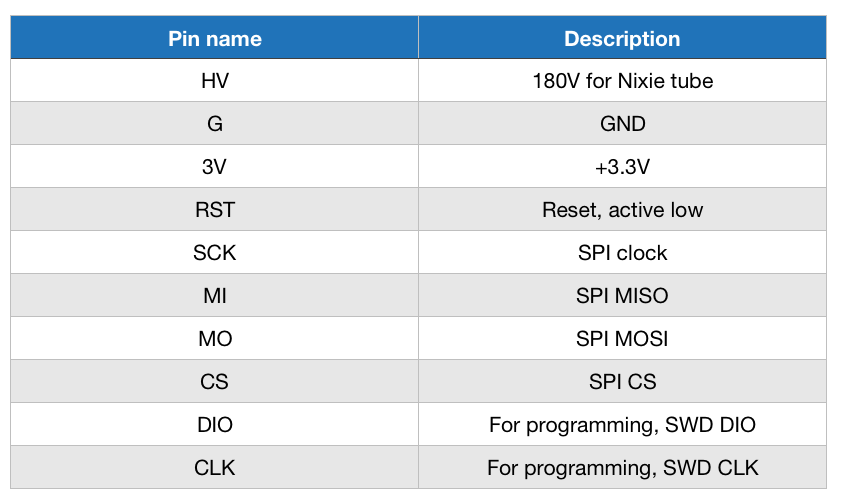 Pin name Description
HV 180V for Nixie tube
G GND
3V +3.3V
RST Reset, active low
SCK SPI clock
MI SPI MISO
MO SPI MOSI
CS SPI CS
DIO For programming, SWD DIO
CLK For programming, SWD CLK